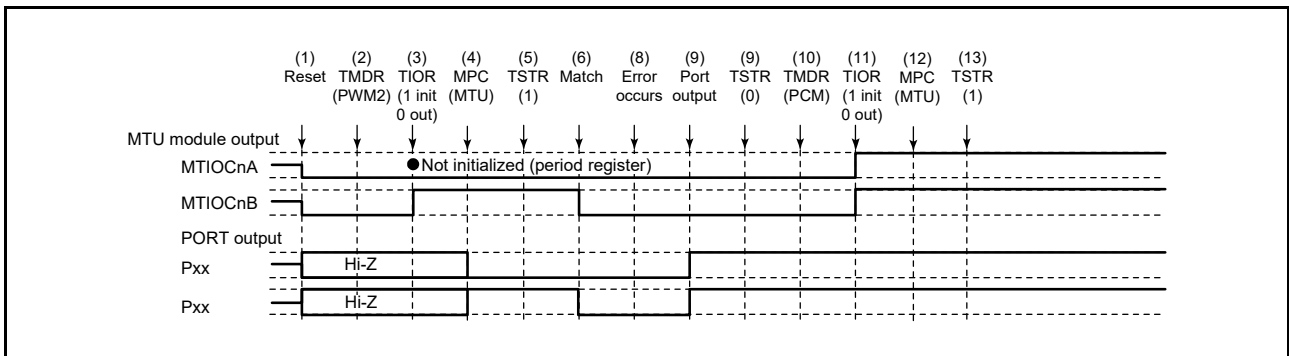 (1) (2) (3) (4) (5) (6) (8) (9) (9) (10) (11) (12) (13)
Reset TMDR TIOR MPC TSTR Match Error Port TSTR TMDR TIOR MPC TSTR
(PWM2) (1 init (MTU) (1) occurs output (0) (PCM) (1 init (MTU) (1)
0 out) 0 out)
MTU module output
MTIOCnA ●Not initialized (period register)
MTIOCnB
PORT output
Pxx Hi-Z
Pxx Hi-Z